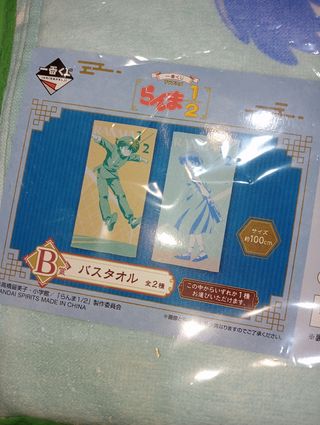 一番くじ
一番くじ
らんま1/2
1/2
サイズ
約100cm
B賞
バスタオル 全2種
この中からいずれか1種
お選びいただけます。
高橋留美子・小学館/「らんま1/2」製作委員会
BANDAI SPIRITS MADE IN CHINA